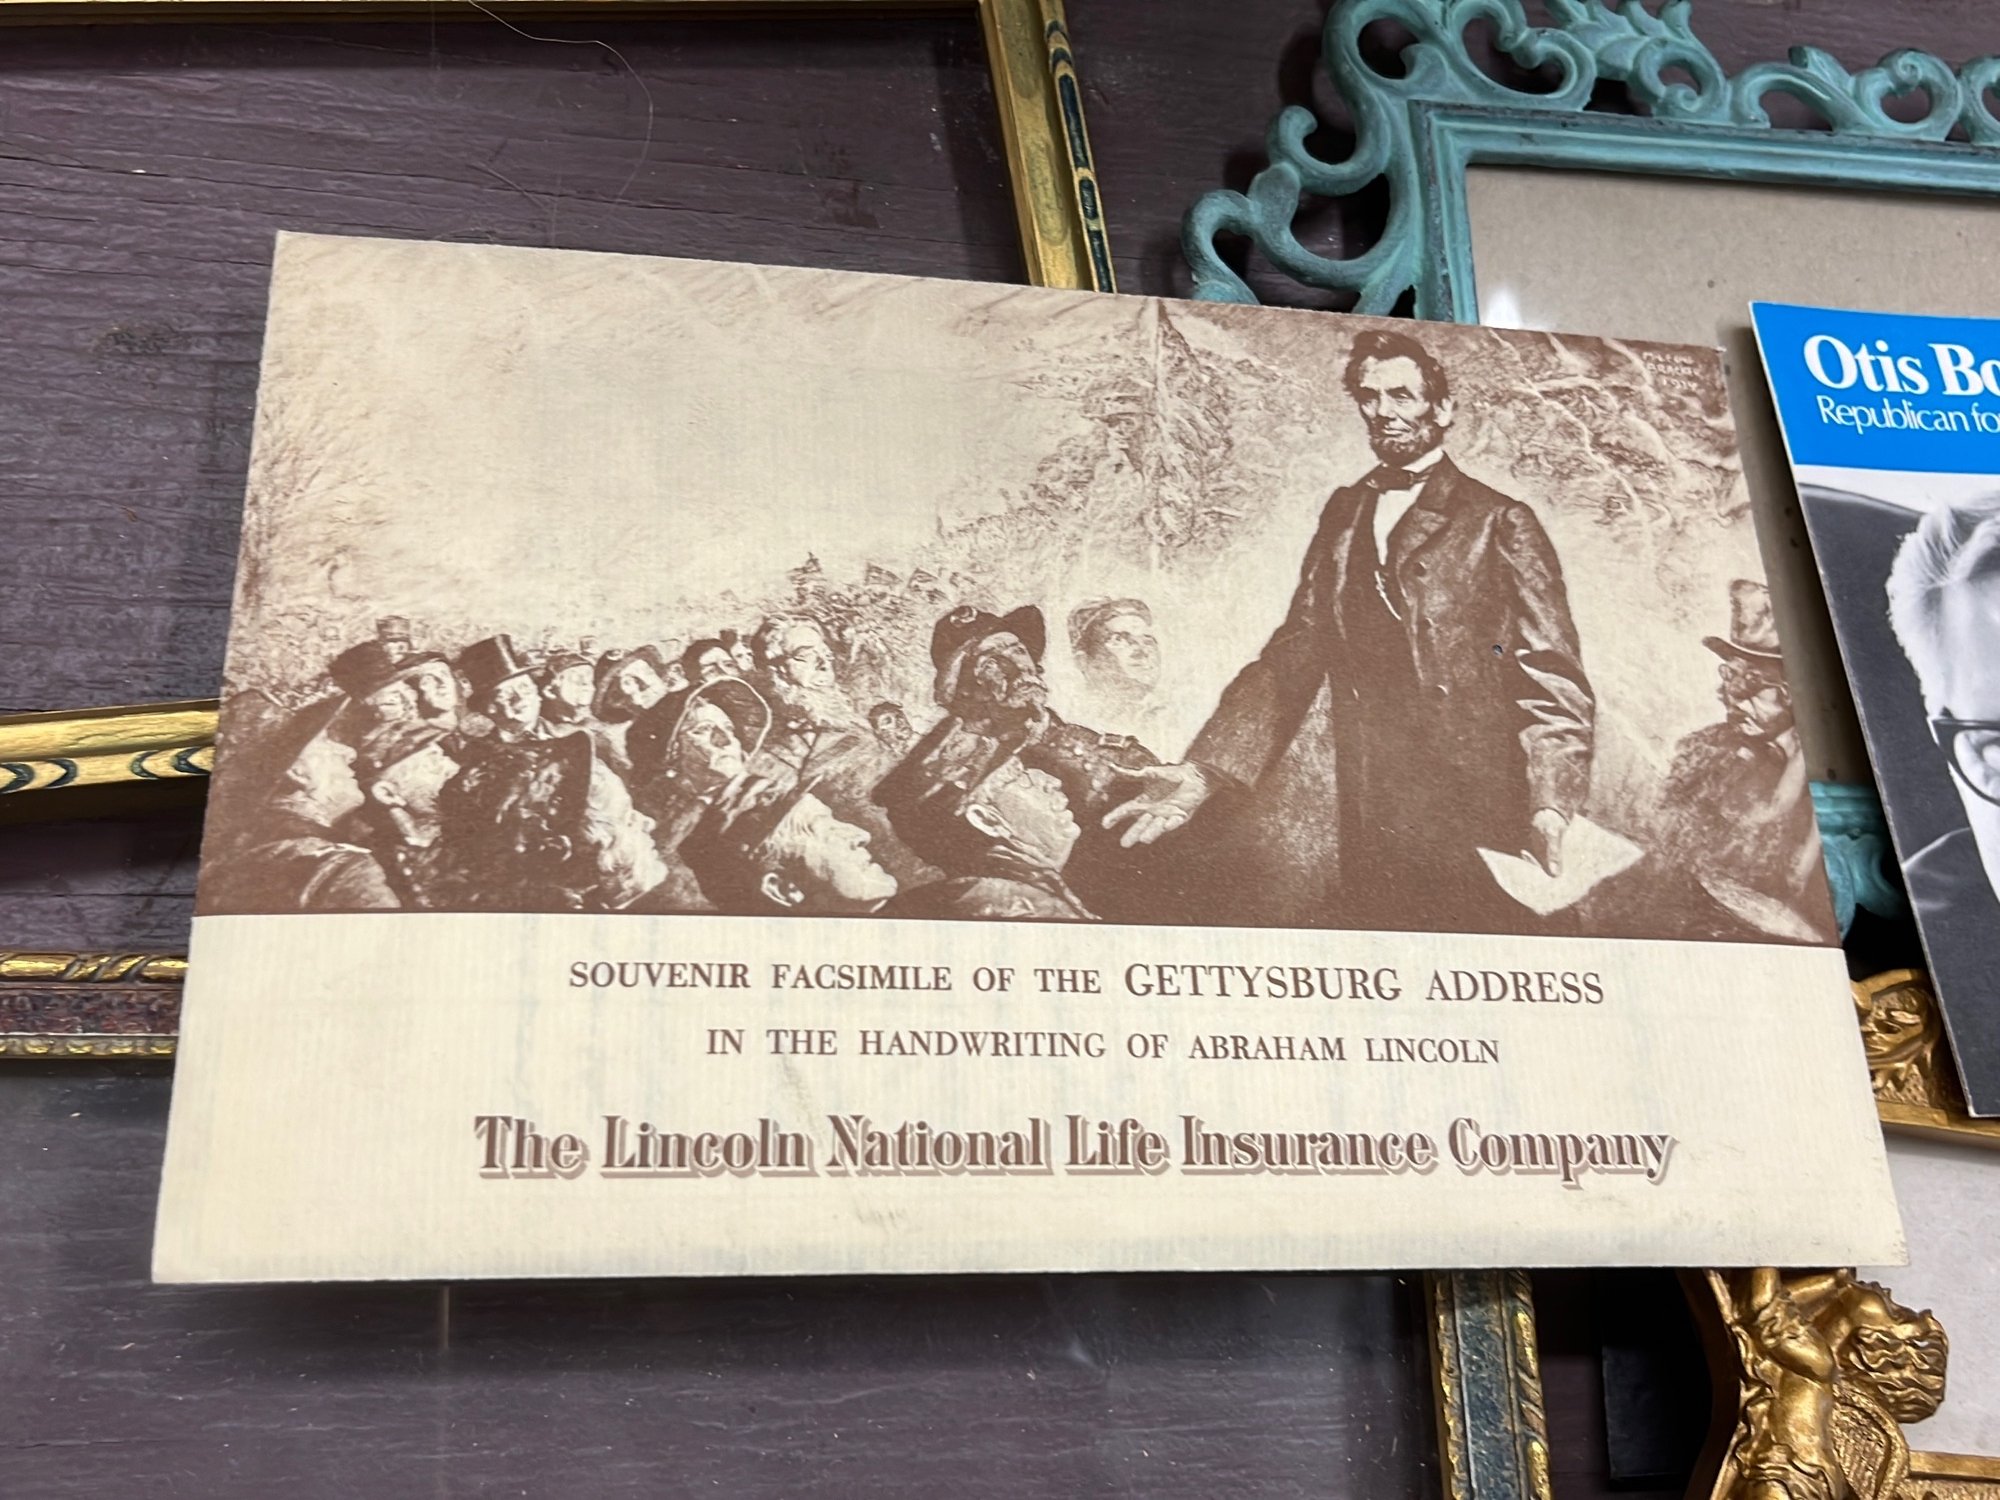 SOUVENIR FACSIMILE OF THE GETTYSBURG ADDRESS
IN THE HANDWRITING OF ABRAHAM LINCOLN
The Lincoln National Life Insurance Company
Otis Bo
Republican fo